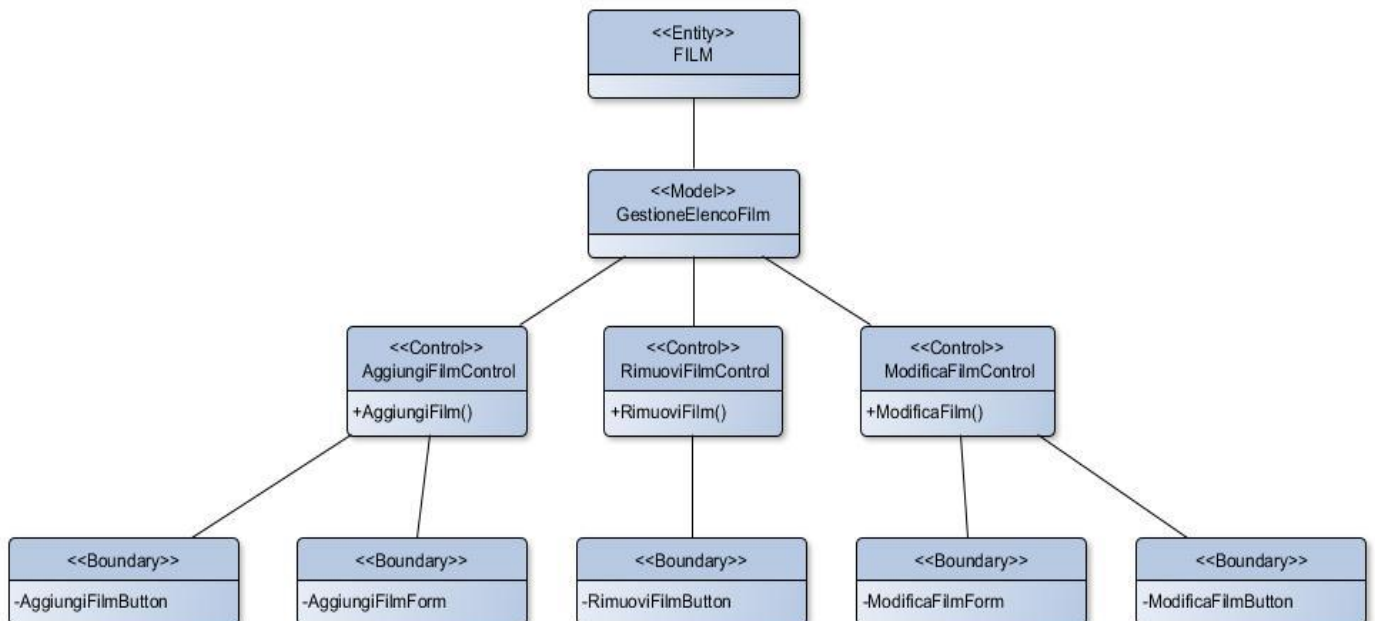 <<Entity>>
FILM
<<Model>>
GestioneElencoFilm
<<Control>>
AggiungiFilmControl
+AggiungiFilm()
<<Control>>
RimuoviFilmControl
+RimuoviFilm()
<<Control>>
ModificaFilmControl
+ModificaFilm()
<<Boundary>>
-AggiungiFilmButton
<<Boundary>>
-AggiungiFilmForm
<<Boundary>>
-RimuoviFilmButton
<<Boundary>>
-ModificaFilmForm
<<Boundary>>
-ModificaFilmButton